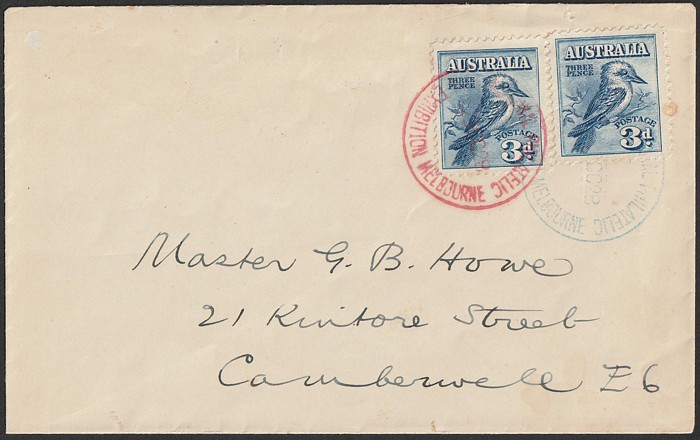 AUSTRALIA
THREE PENCE
POSTAGE
3d
AUSTRALIA
THREE PENCE
POSTAGE
3d
EXHIBITION MELBOURNE
PHILATELIC MELBOURNE
Master G. B. Howe
21 Kintore Street
Camberwell E6